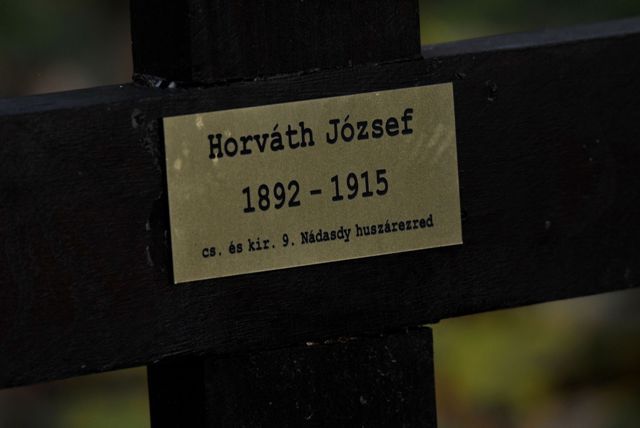 Horváth József
1892 – 1915
cs. és kir. 9. Nádasdy huszárezred